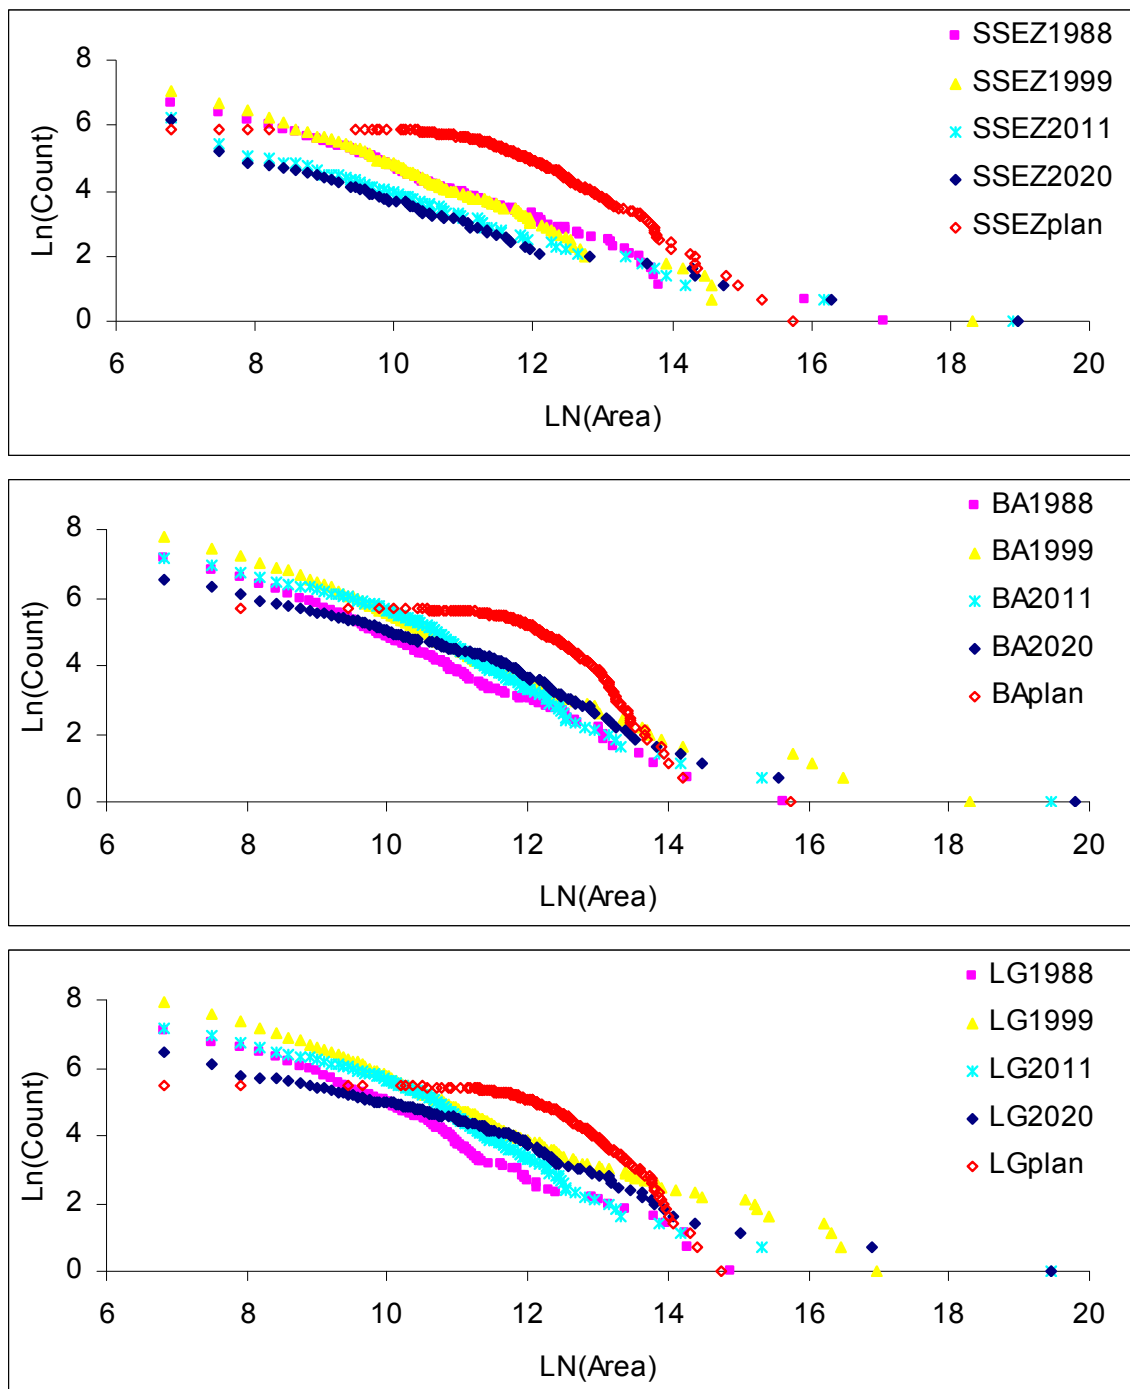 SSEZ1988
SSEZ1999
SSEZ2011
SSEZ2020
SSEZplan
Ln(Count)
8
6
4
2
0
6 8 10 12 14 16 18 20
LN(Area)
BA1988
BA1999
BA2011
BA2020
BAplan
Ln(Count)
8
6
4
2
0
6 8 10 12 14 16 18 20
LN(Area)
LG1988
LG1999
LG2011
LG2020
LGplan
Ln(Count)
8
6
4
2
0
6 8 10 12 14 16 18 20
LN(Area)